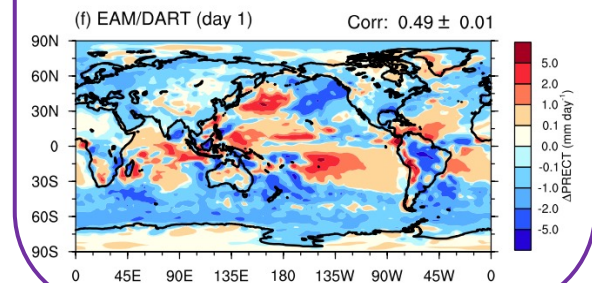 (f) EAM/DART (day 1) Corr: 0.49 ± 0.01
90N
60N
30N
0
30S
60S
90S
0 45E 90E 135E 180 135W 90W 45W 0
5.0
2.0
1.0
0.1
0.0
-0.1
-1.0
-2.0
-5.0
ΔPRECT (mm day⁻¹)